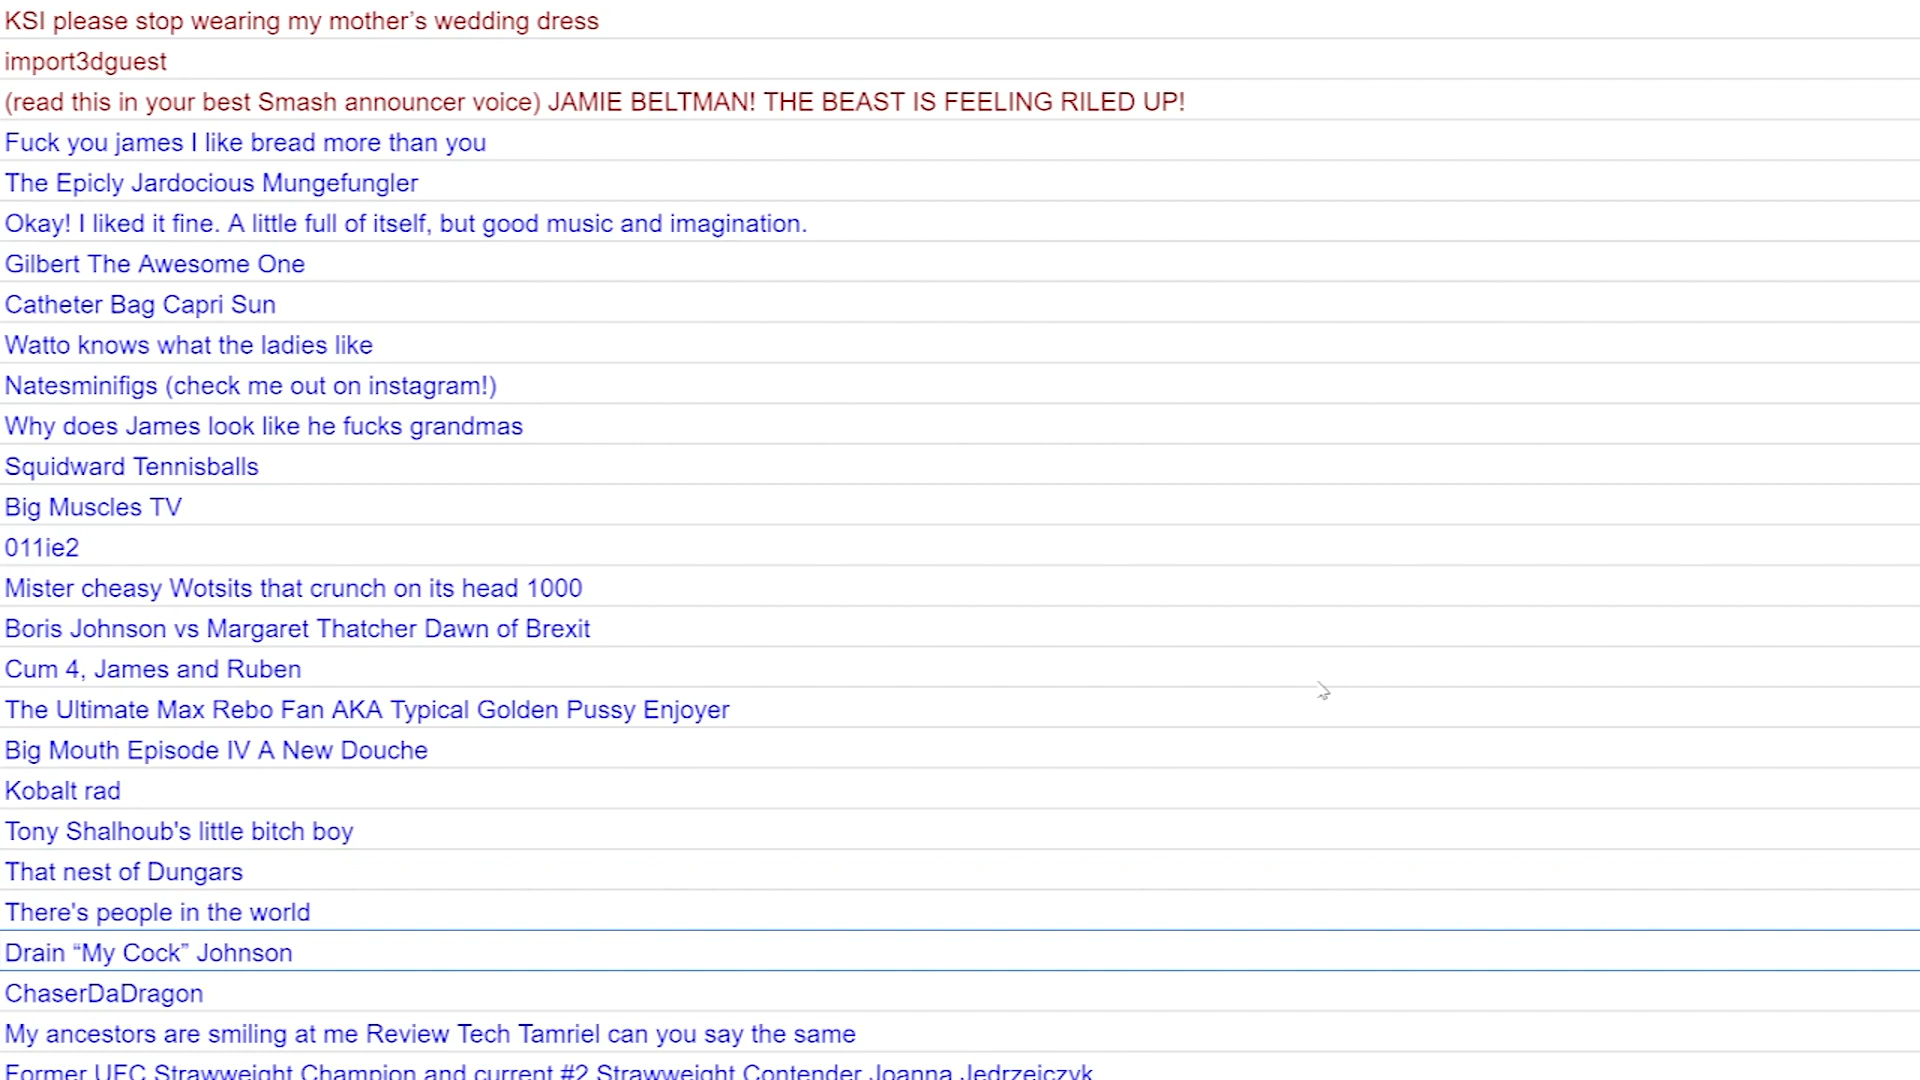 KSI please stop wearing my mother’s wedding dress
import3dguest
(read this in your best Smash announcer voice) JAMIE BELTMAN! THE BEAST IS FEELING RILED UP!
Fuck you james I like bread more than you
The Epicly Jardocious Mungefungler
Okay! I liked it fine. A little full of itself, but good music and imagination.
Gilbert The Awesome One
Catheter Bag Capri Sun
Watto knows what the ladies like
Natesminifigs (check me out on instagram!)
Why does James look like he fucks grandmas
Squidward Tennisballs
Big Muscles TV
011ie2
Mister cheasy Wotsits that crunch on its head 1000
Boris Johnson vs Margaret Thatcher Dawn of Brexit
Cum 4, James and Ruben
The Ultimate Max Rebo Fan AKA Typical Golden Pussy Enjoyer
Big Mouth Episode IV A New Douche
Kobalt rad
Tony Shalhoub's little bitch boy
That nest of Dungars
There's people in the world
Drain “My Cock” Johnson
ChaserDaDragon
My ancestors are smiling at me Review Tech Tamriel can you say the same
Former UFC Strawweight Champion and current #2 Strawweight Contender Joanna Jedrzejczyk